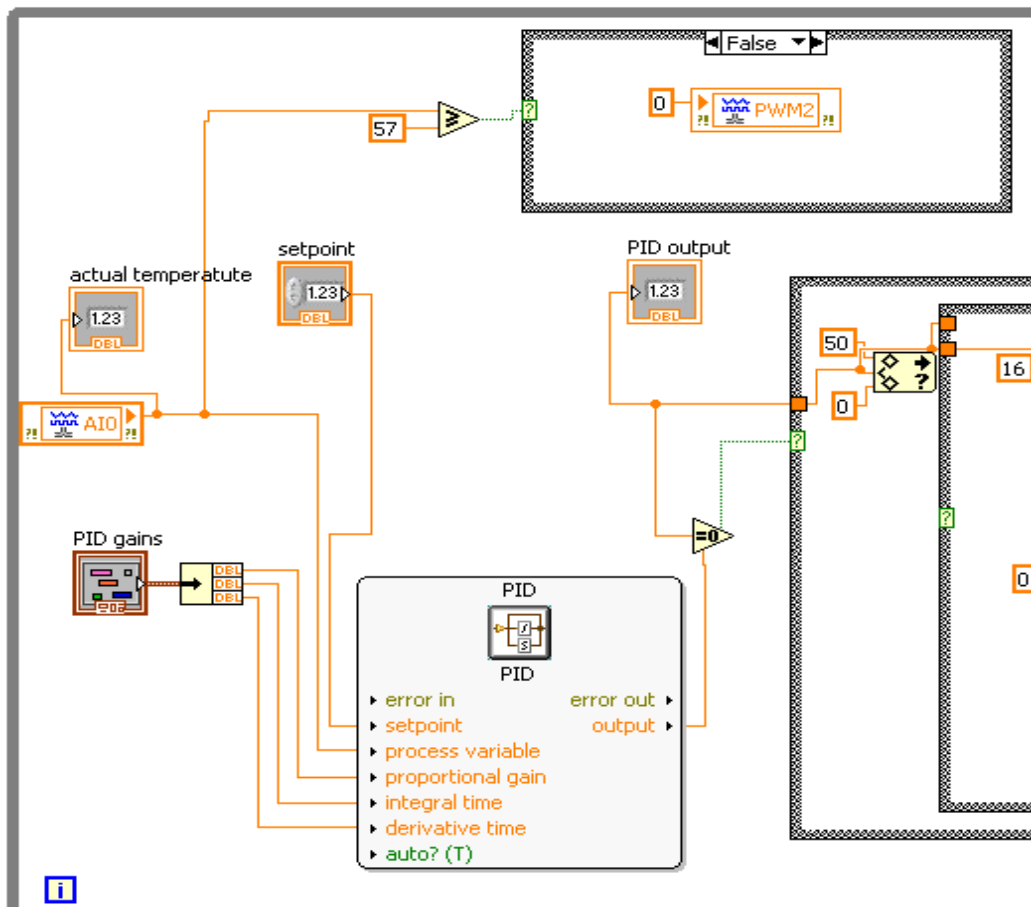 False
0
PWM2
57
setpoint
PID output
actual temperatute
1.23
DBL
1.23
DBL
1.23
DBL
50
16
0
AI0
PID gains
DBL
DBL
DBL
=0
0
PID
PID
error in
error out
setpoint
output
process variable
proportional gain
integral time
derivative time
auto? (T)
i